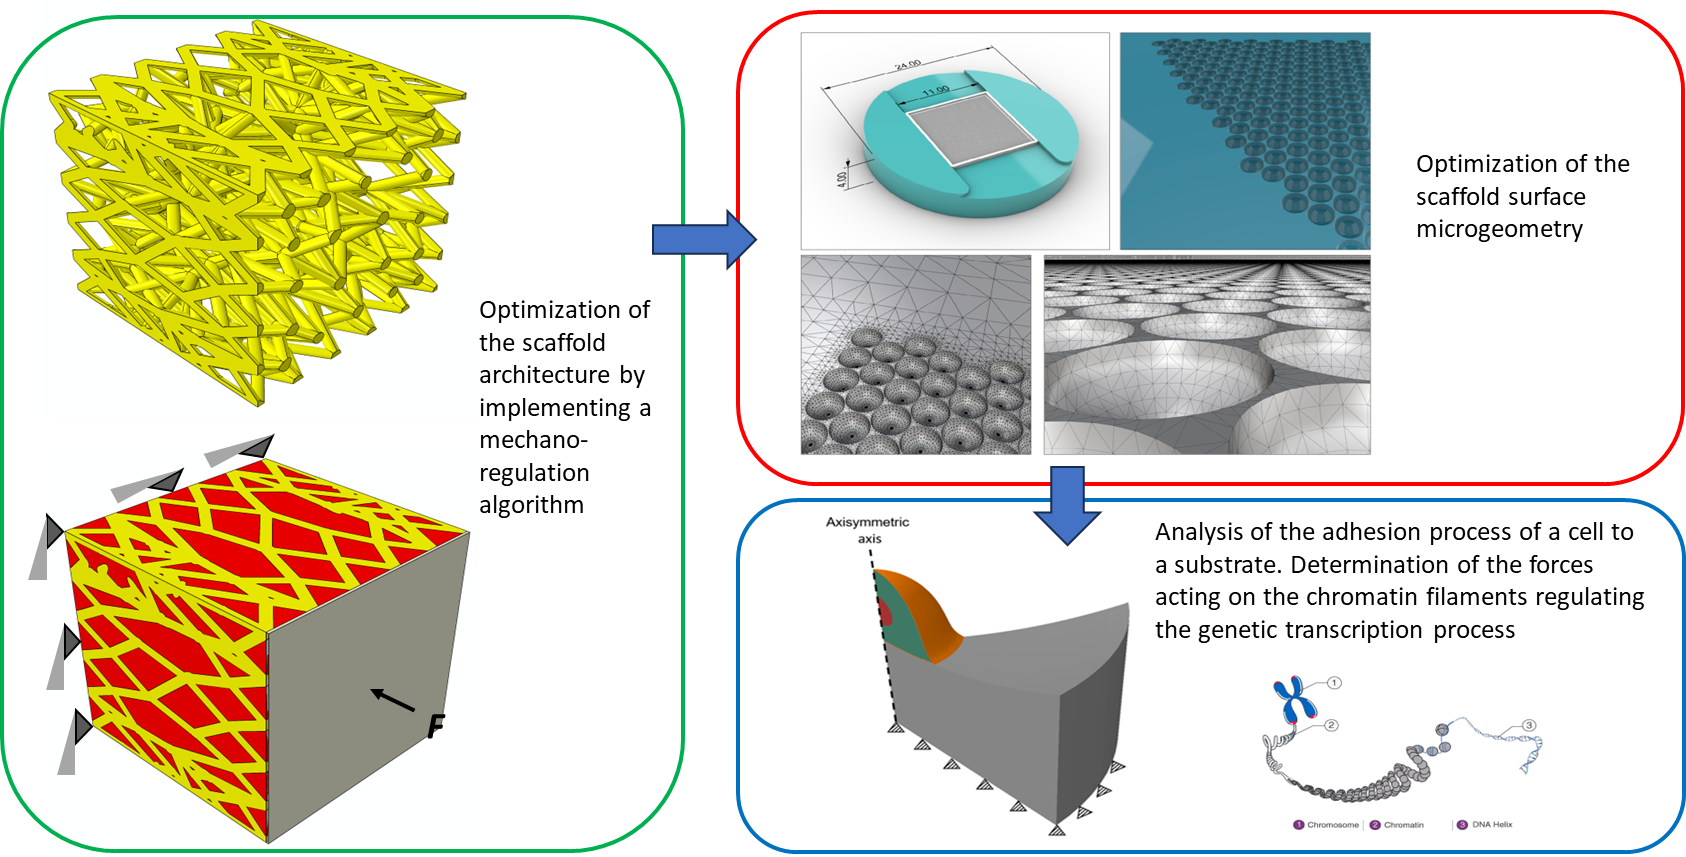 Optimization of
the scaffold
architecture by
implementing a
mechano-
regulation
algorithm
F
24.00
11.00
4.00
Optimization of the
scaffold surface
microgeometry
Axisymmetric
axis
Analysis of the adhesion process of a cell to
a substrate. Determination of the forces
acting on the chromatin filaments regulating
the genetic transcription process
1
2
3
1 Chromosome | 2 Chromatin | 3 DNA Helix